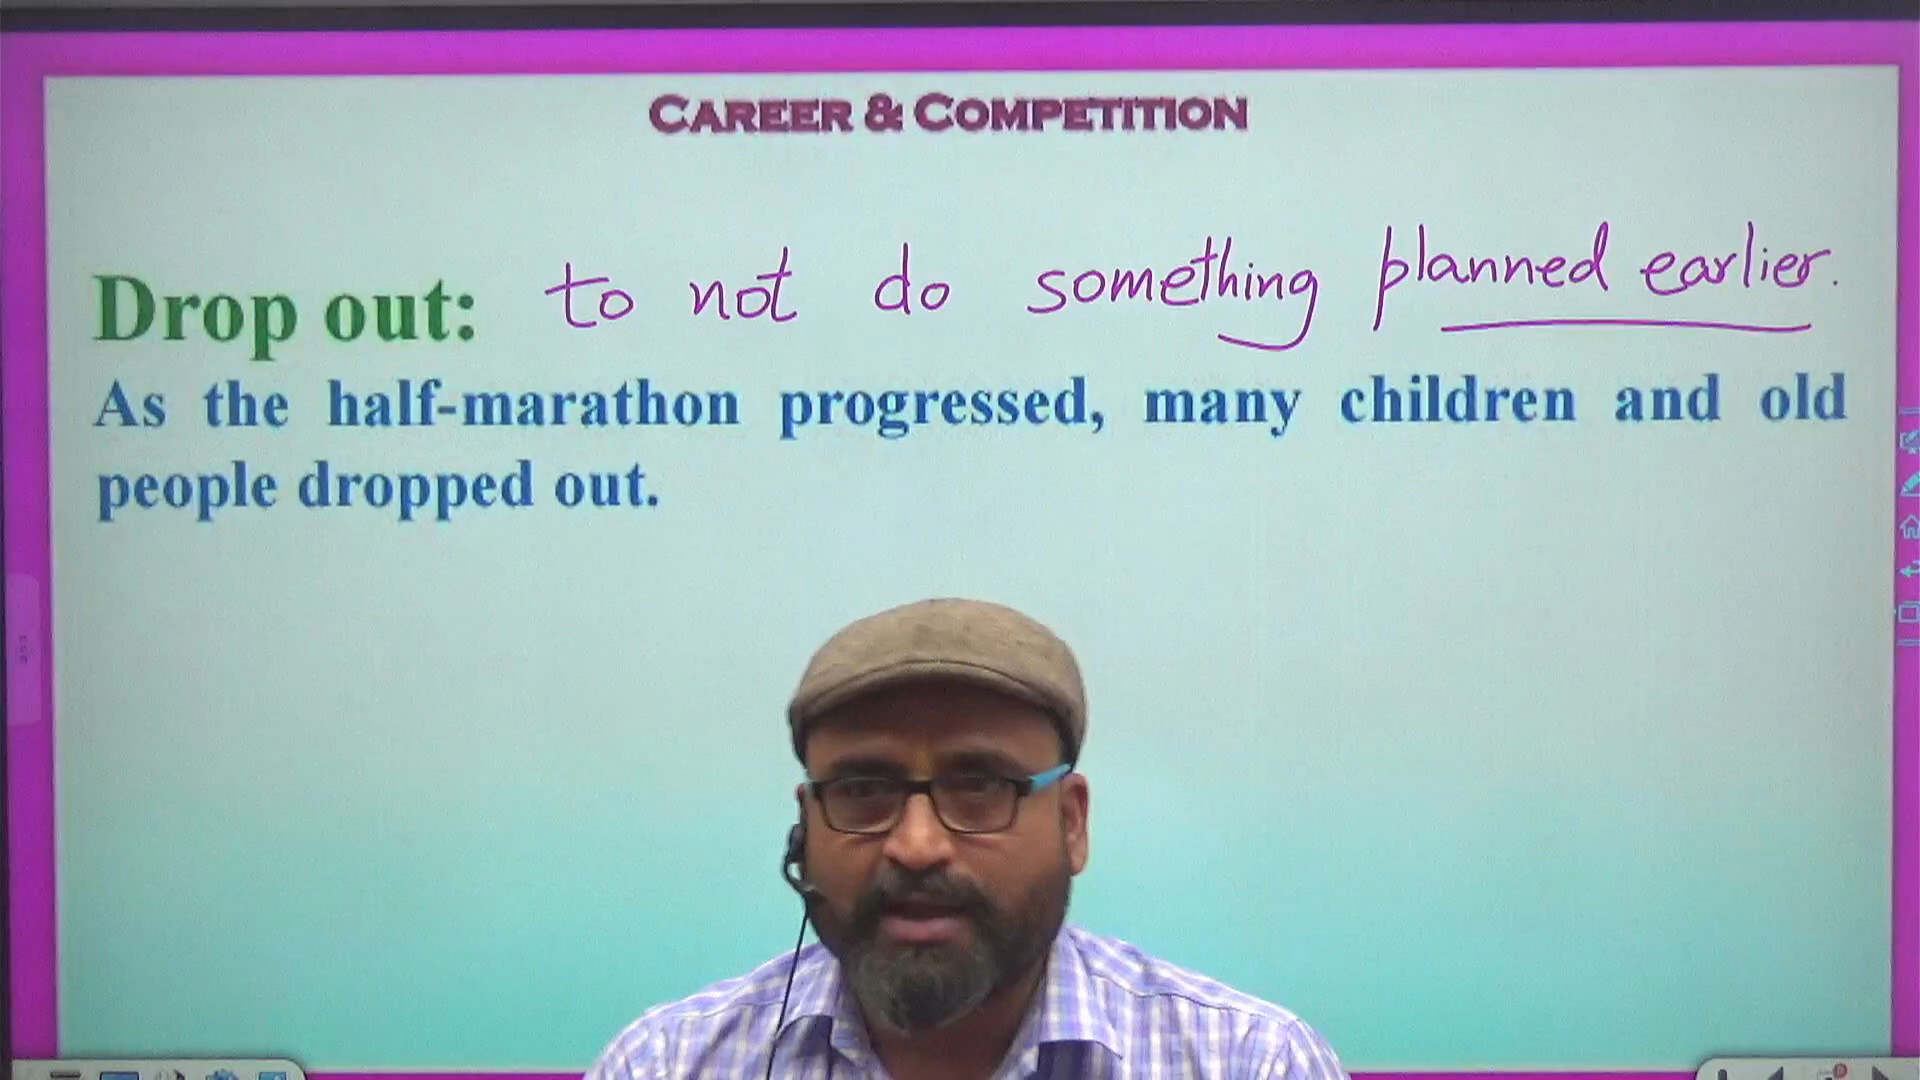 CAREER & COMPETITION
Drop out: to not do something planned earlier.
As the half-marathon progressed, many children and old
people dropped out.